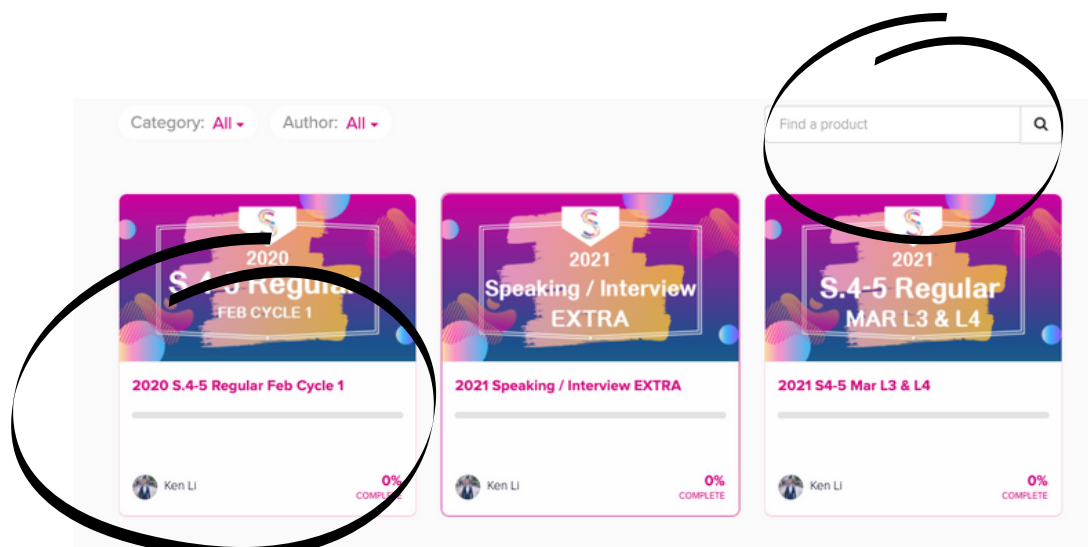 Category: All
Author: All
Find a product
2020
S.4-5 Regular
FEB CYCLE 1
2020 S.4-5 Regular Feb Cycle 1
Ken Li
0%
COMPLETE
2021
Speaking / Interview
EXTRA
2021 Speaking / Interview EXTRA
Ken Li
0%
COMPLETE
2021
S.4-5 Regular
MAR L3 & L4
2021 S4-5 Mar L3 & L4
Ken Li
0%
COMPLETE